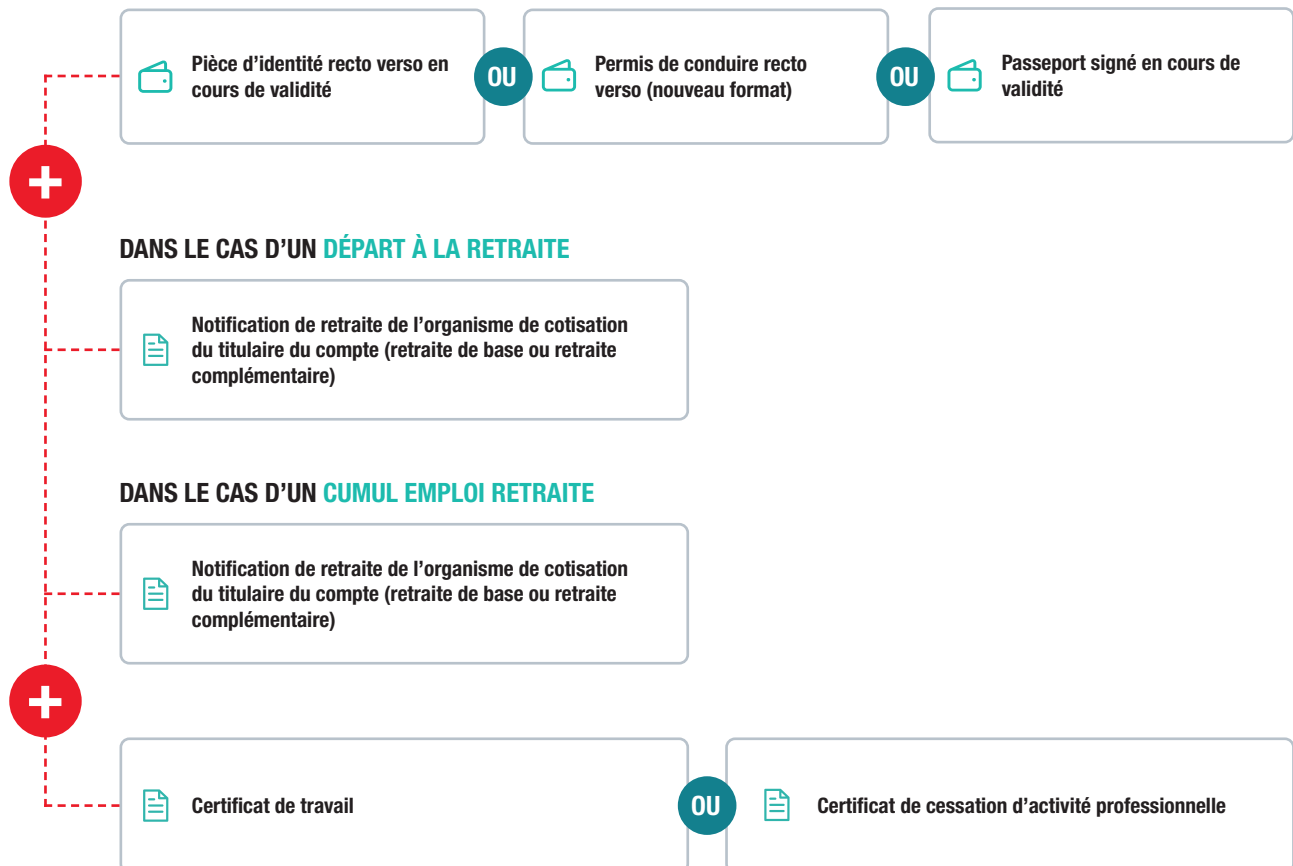 Pièce d’identité recto verso en
cours de validité
OU
Permis de conduire recto
verso (nouveau format)
OU
Passeport signé en cours de
validité
DANS LE CAS D’UN DÉPART À LA RETRAITE
Notification de retraite de l’organisme de cotisation
du titulaire du compte (retraite de base ou retraite
complémentaire)
DANS LE CAS D’UN CUMUL EMPLOI RETRAITE
Notification de retraite de l’organisme de cotisation
du titulaire du compte (retraite de base ou retraite
complémentaire)
Certificat de travail
OU
Certificat de cessation d’activité professionnelle